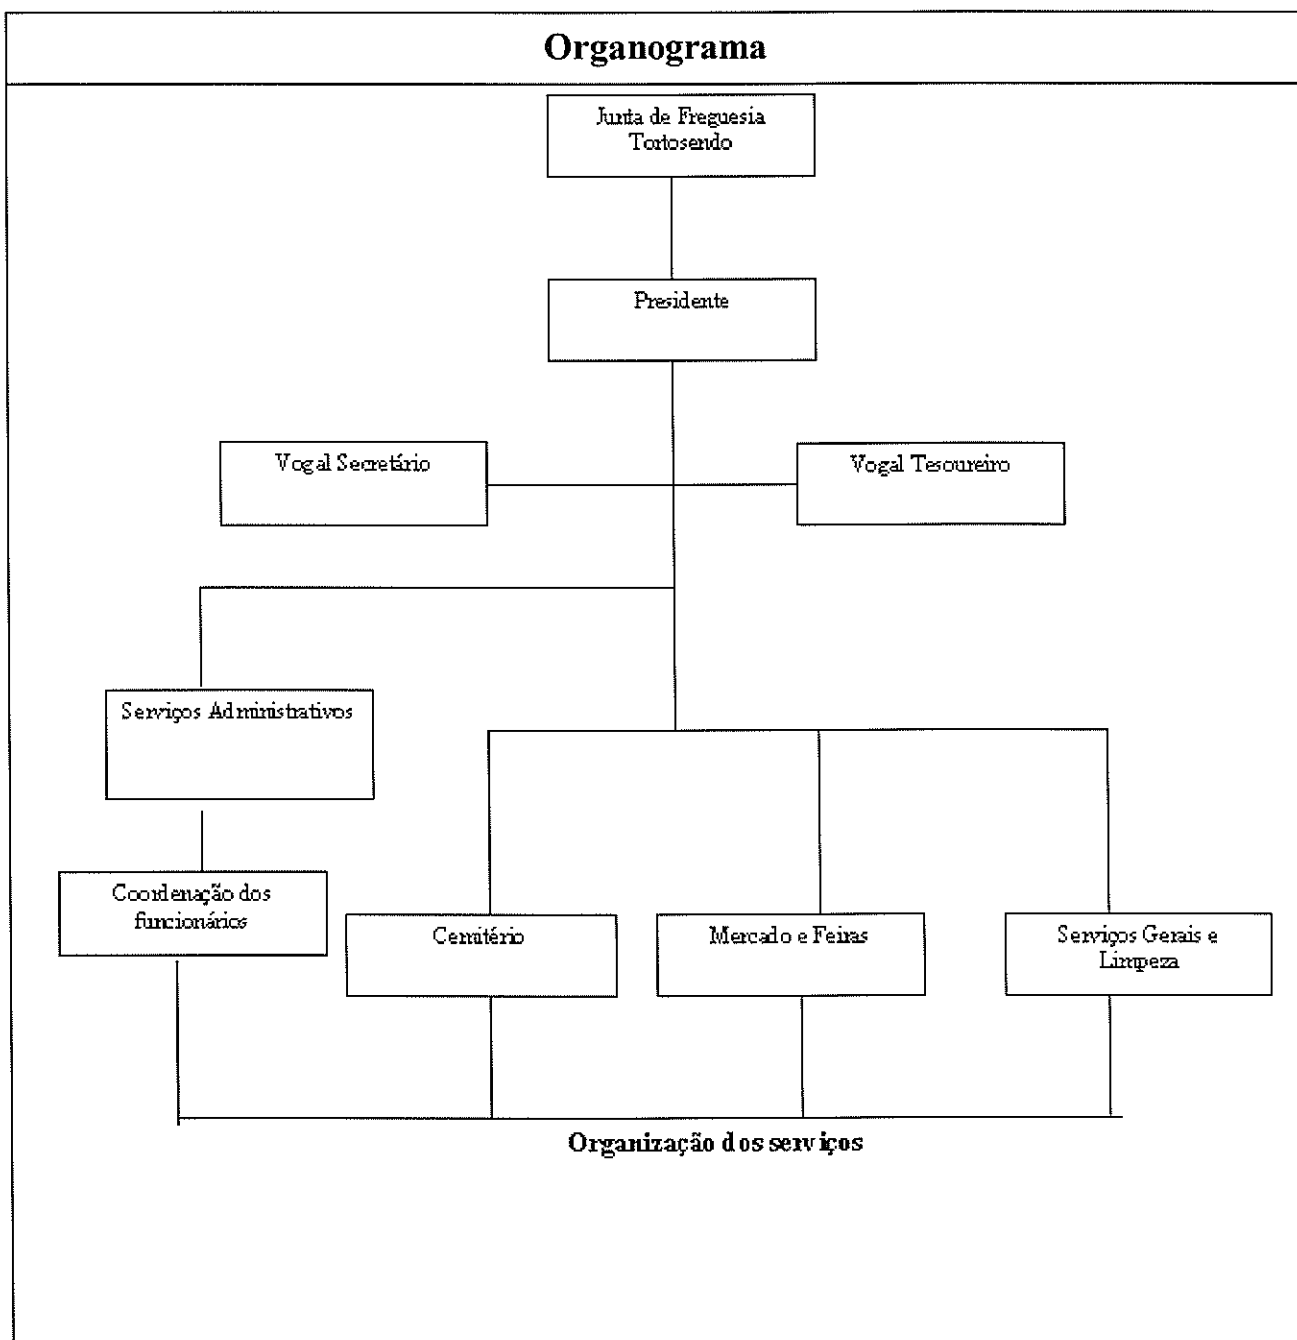 Organograma
Junta de Freguesia
Tortosendo
Presidente
Vogal Secretário
Vogal Tesoureiro
Serviços Administrativos
Coordenação dos
funcionários
Cemitério
Mercado e Feiras
Serviços Gerais e
Limpeza
Organização dos serviços